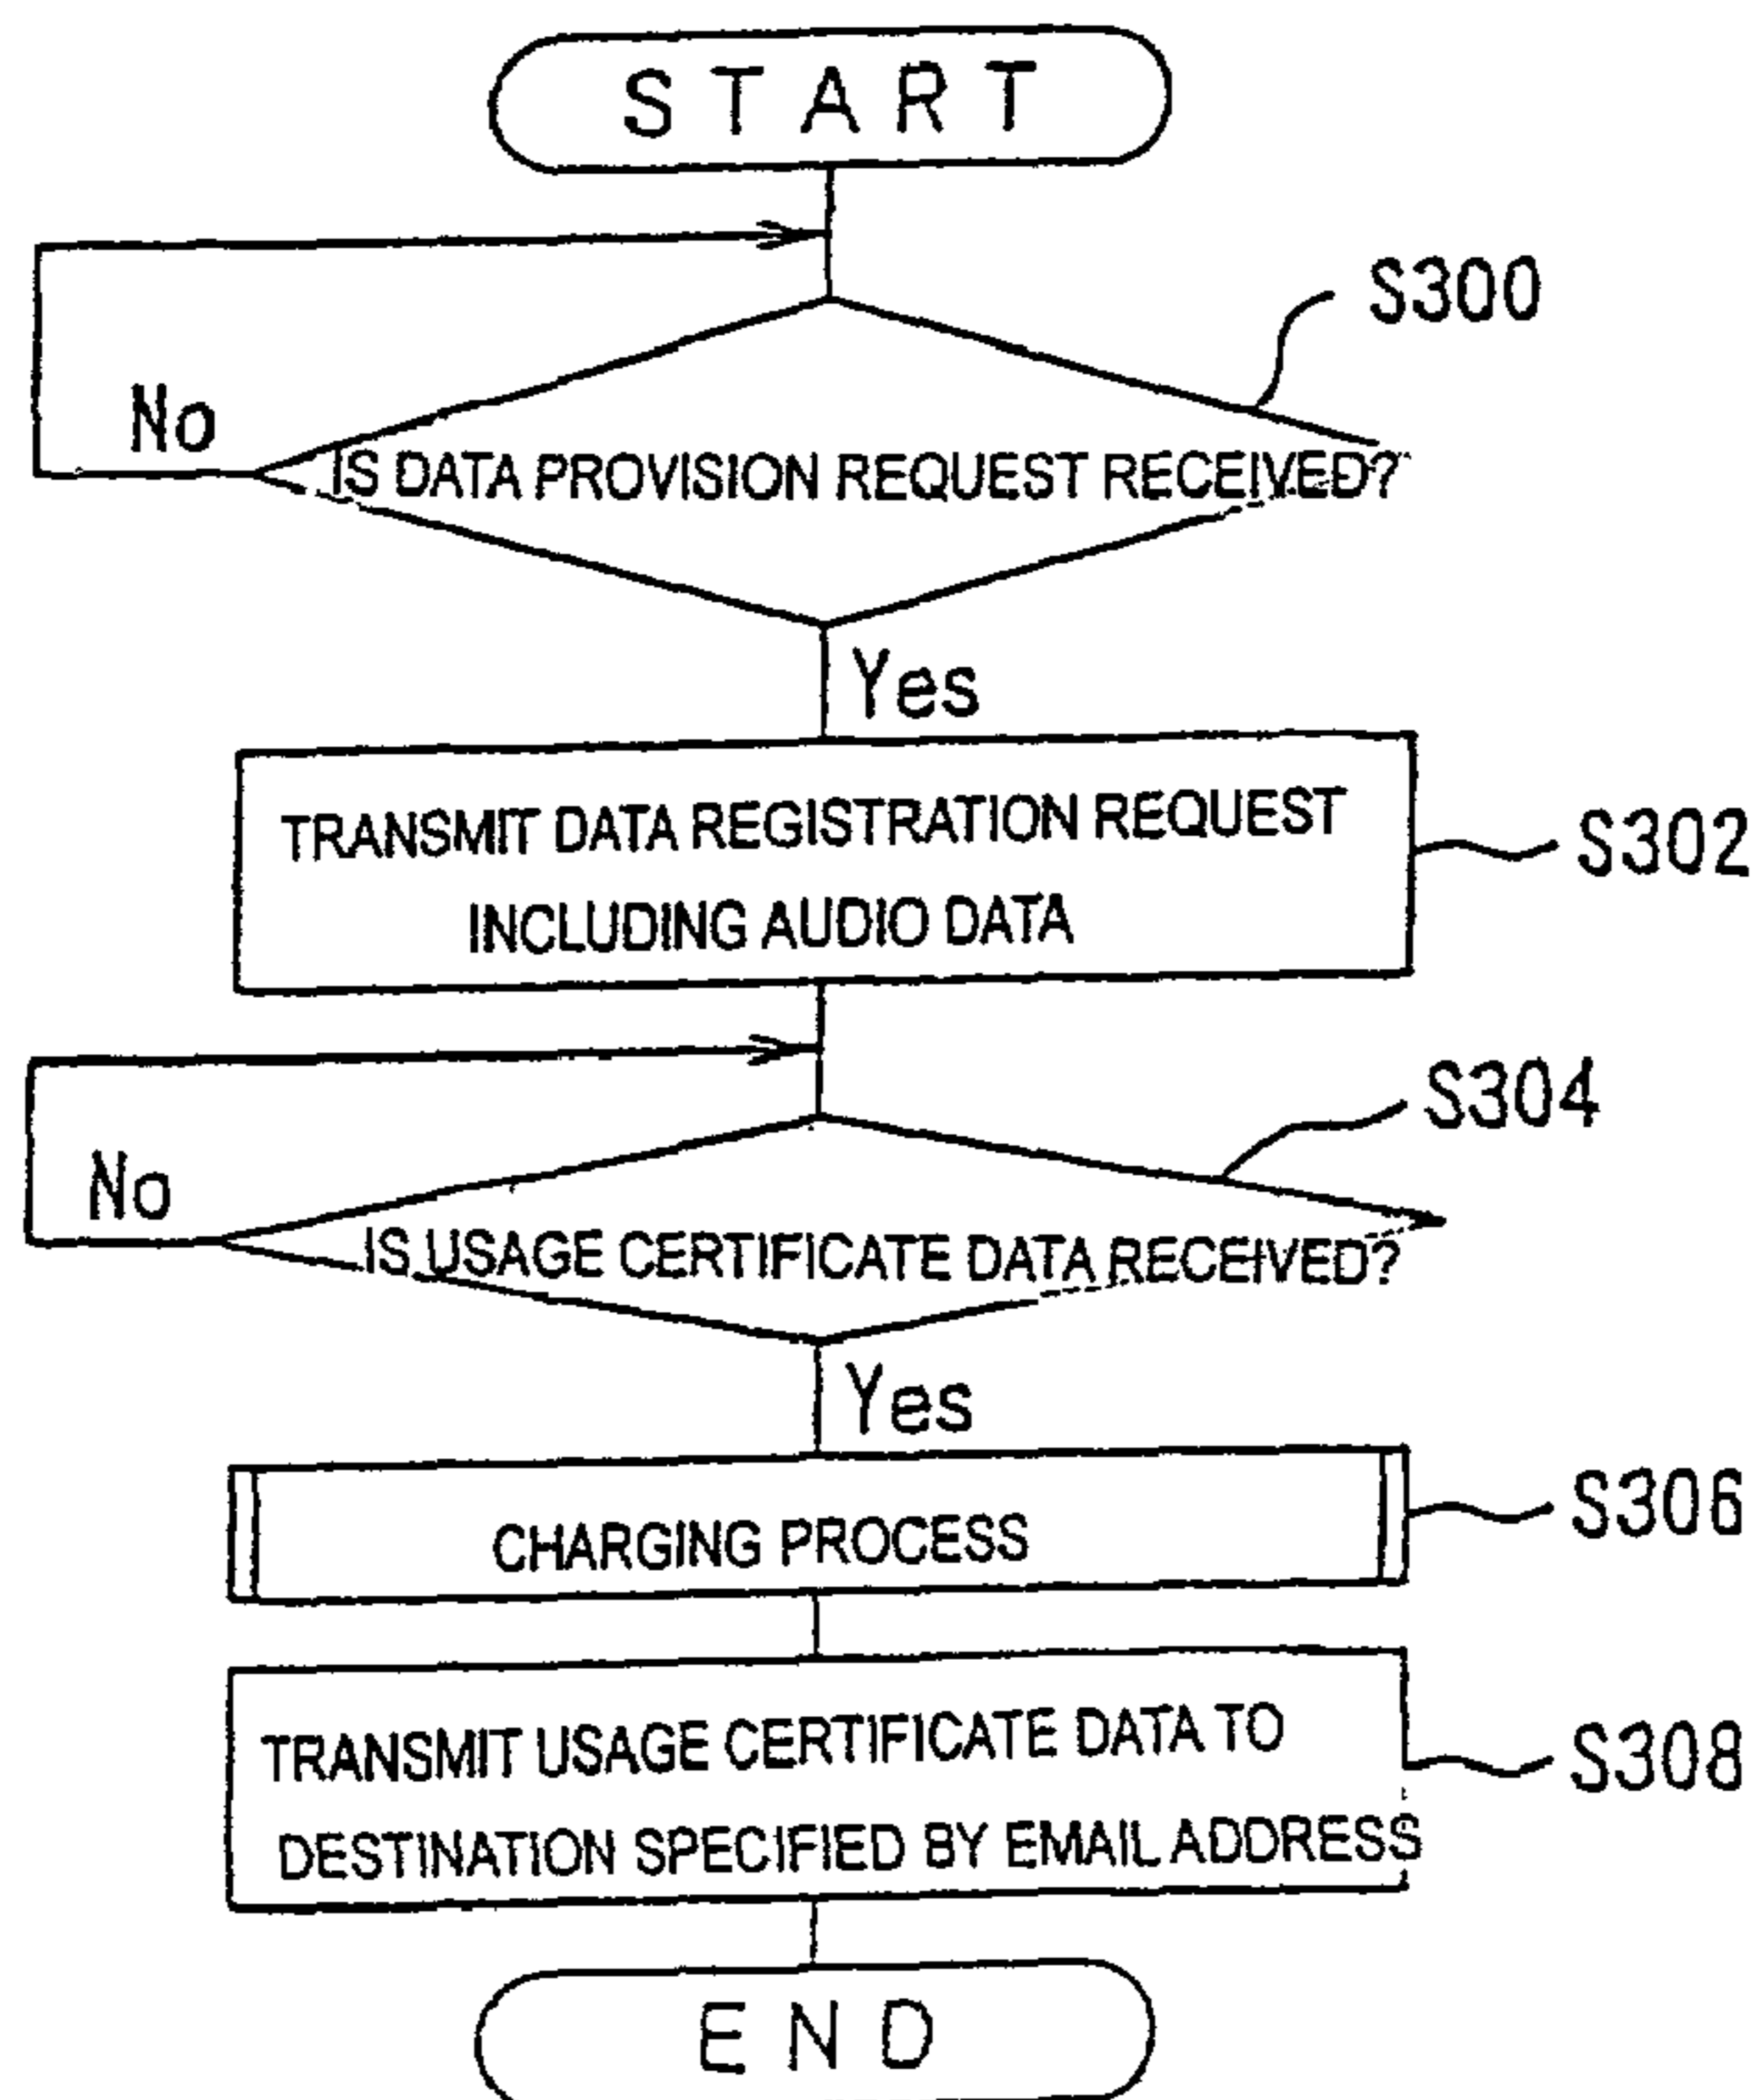 START
S300
No
IS DATA PROVISION REQUEST RECEIVED?
Yes
TRANSMIT DATA REGISTRATION REQUEST
INCLUDING AUDIO DATA
S302
S304
No
IS USAGE CERTIFICATE DATA RECEIVED?
Yes
CHARGING PROCESS
S306
TRANSMIT USAGE CERTIFICATE DATA TO
DESTINATION SPECIFIED BY EMAIL ADDRESS
S308
END